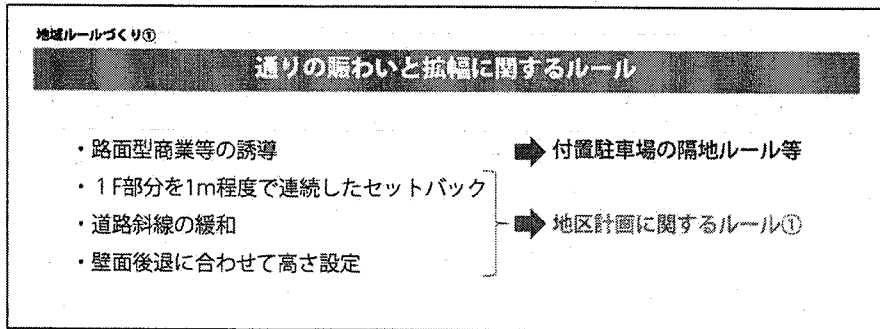 地域ルールづくり①
通りの賑わいと拡幅に関するルール
・路面型商業等の誘導
➡ 付置駐車場の隔地ルール等
・１F部分を1m程度で連続したセットバック
・道路斜線の緩和
➡ 地区計画に関するルール①
・壁面後退に合わせて高さ設定